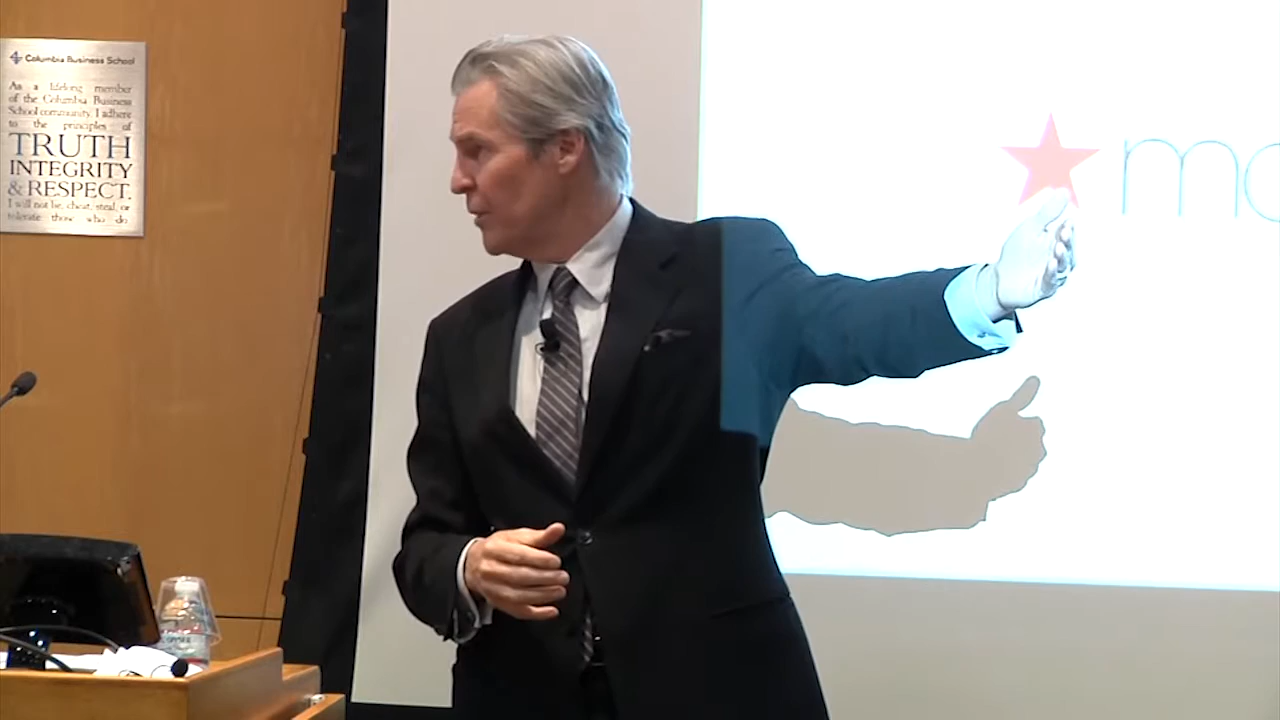 Columbia Business School
As a lifelong member
of the Columbia Business
School community, I adhere
to the principles of
TRUTH
INTEGRITY
& RESPECT.
I will not lie, cheat, steal, or
tolerate those who do
ma